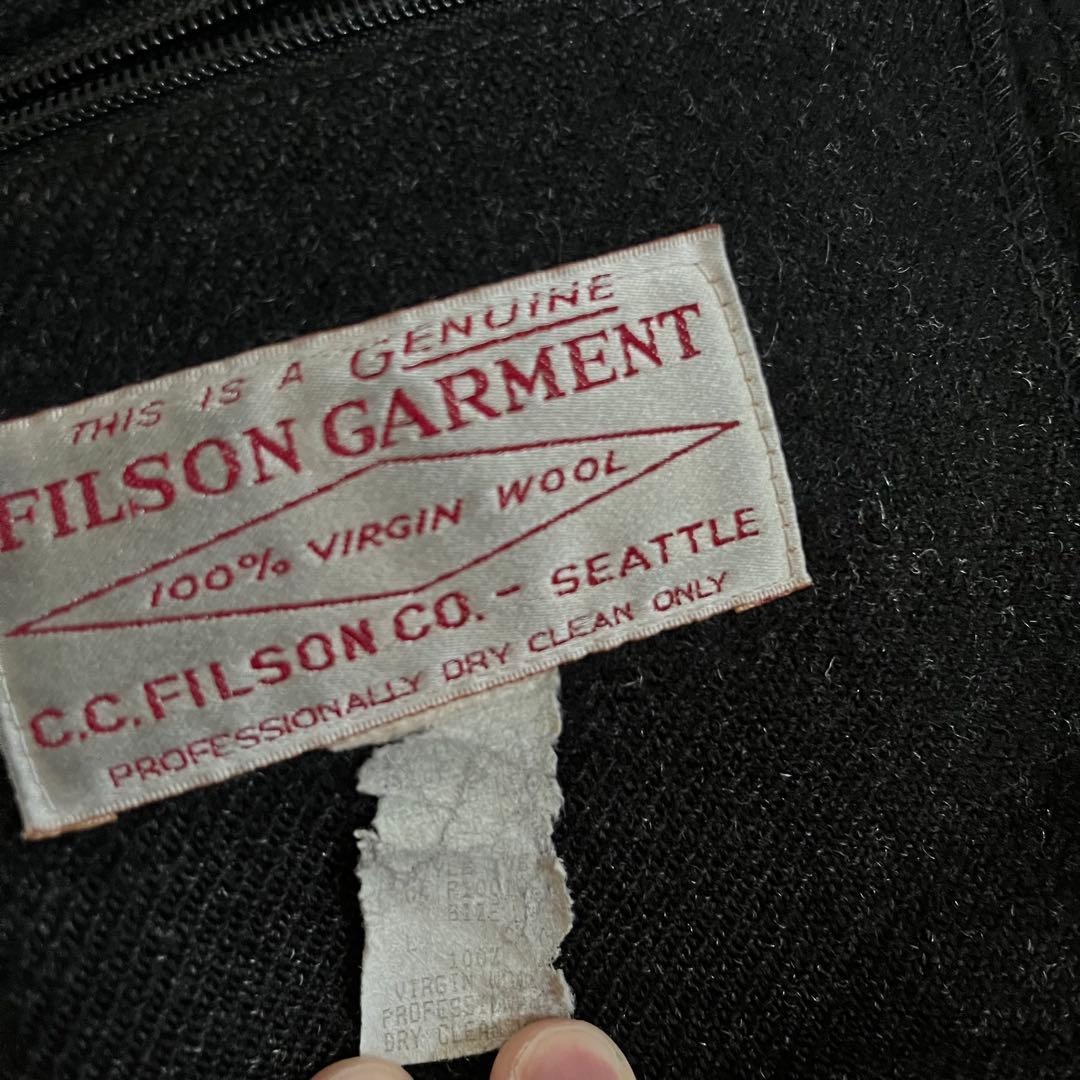 THIS IS A GENUINE
FILSON GARMENT
100% VIRGIN WOOL
C.C.FILSON CO. - SEATTLE
PROFESSIONALLY DRY CLEAN ONLY
SIZE
100%
VIRGIN
DRY CLEAN